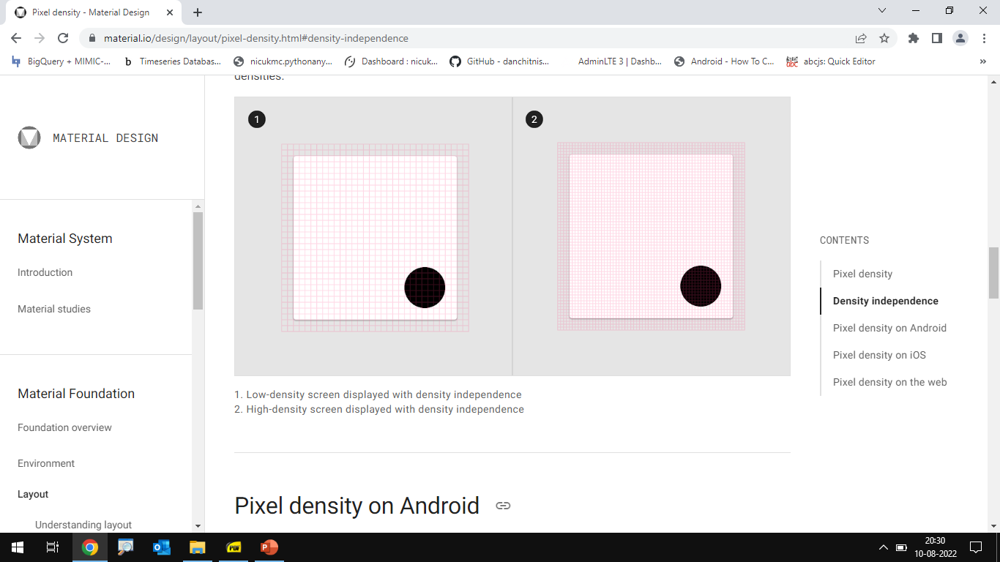 Pixel density - Material Design
material.io/design/layout/pixel-density.html#density-independence
BigQuery + MIMIC-...
b
Timeseries Databas...
nicukmc.pythonany...
Dashboard : nicuk...
GitHub - danchitnis...
AdminLTE 3 | Dashb...
Android - How To C...
abcjs: Quick Editor
»
MATERIAL DESIGN
Material System
Introduction
Material studies
Material Foundation
Foundation overview
Environment
Layout
Understanding layout
densities.
1
2
1. Low-density screen displayed with density independence
2. High-density screen displayed with density independence
Pixel density on Android
CONTENTS
Pixel density
Density independence
Pixel density on Android
Pixel density on iOS
Pixel density on the web
PDF
20:30
10-08-2022